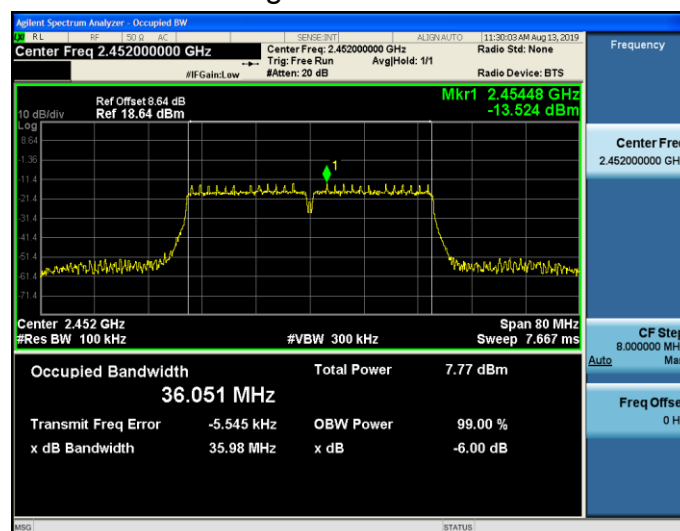 Agilent Spectrum Analyzer - Occupied BW
RL RF 50 Ω AC SENSE:INT ALIGN AUTO 11:30:03 AM Aug 13, 2019
Center Freq 2.452000000 GHz
Center Freq: 2.452000000 GHz
Radio Std: None
Trig: Free Run Avg|Hold: 1/1
#IFGain:Low #Atten: 20 dB Radio Device: BTS
Frequency
Ref Offset 8.64 dB
Ref 18.64 dBm
Mkr1 2.45448 GHz
-13.524 dBm
10 dB/div
Log
8.64
-1.36
-11.4
-21.4
-31.4
-41.4
-51.4
-61.4
-71.4
1
Center 2.452 GHz Span 80 MHz
#Res BW 100 kHz #VBW 300 kHz Sweep 7.667 ms
Center Fre
2.452000000 GH
CF Ste
8.000000 MH
Auto Ma
Freq Offse
0 H
Occupied Bandwidth
36.051 MHz
Total Power 7.77 dBm
Transmit Freq Error -5.545 kHz OBW Power 99.00 %
x dB Bandwidth 35.98 MHz x dB -6.00 dB
MSG STATUS